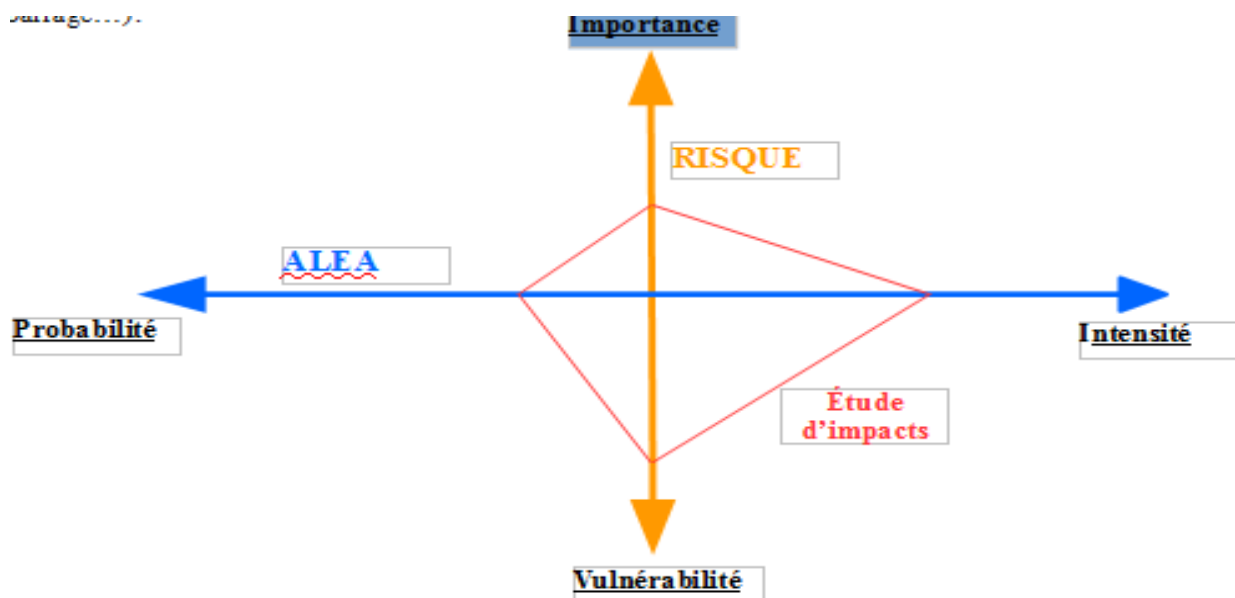 Importance
RISQUE
ALEA
Probabilité
Intensité
Étude
d'impacts
Vulnérabilité